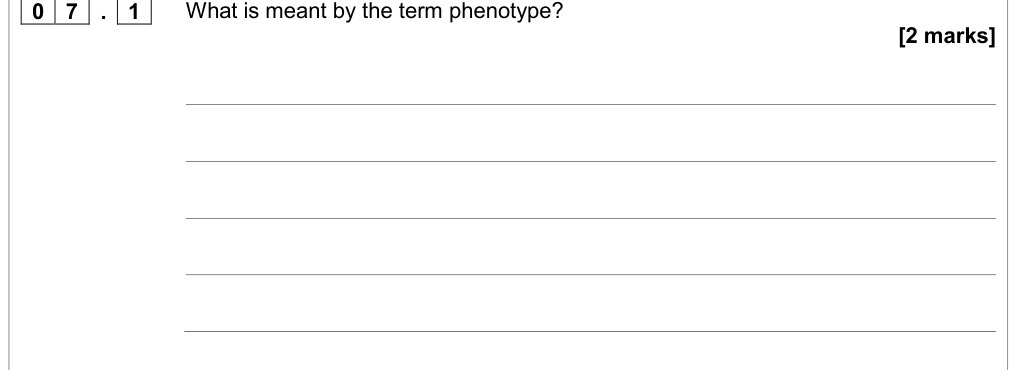 0 7 . 1 What is meant by the term phenotype?
[2 marks]